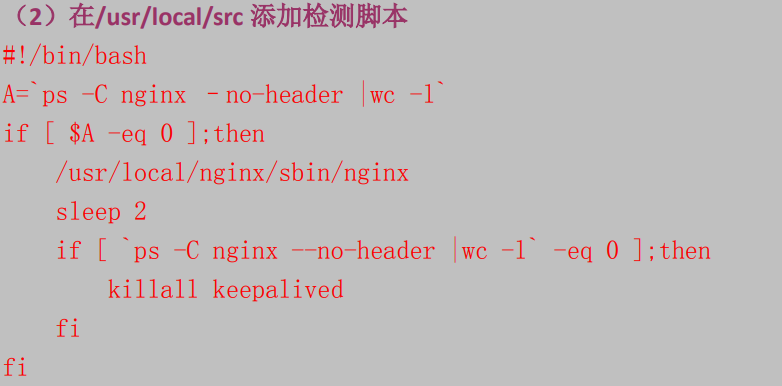 （2）在/usr/local/src 添加检测脚本
#!/bin/bash
A=`ps -C nginx –no-header |wc -l`
if [ $A -eq 0 ];then
/usr/local/nginx/sbin/nginx
sleep 2
if [ `ps -C nginx --no-header |wc -l` -eq 0 ];then
killall keepalived
fi
fi